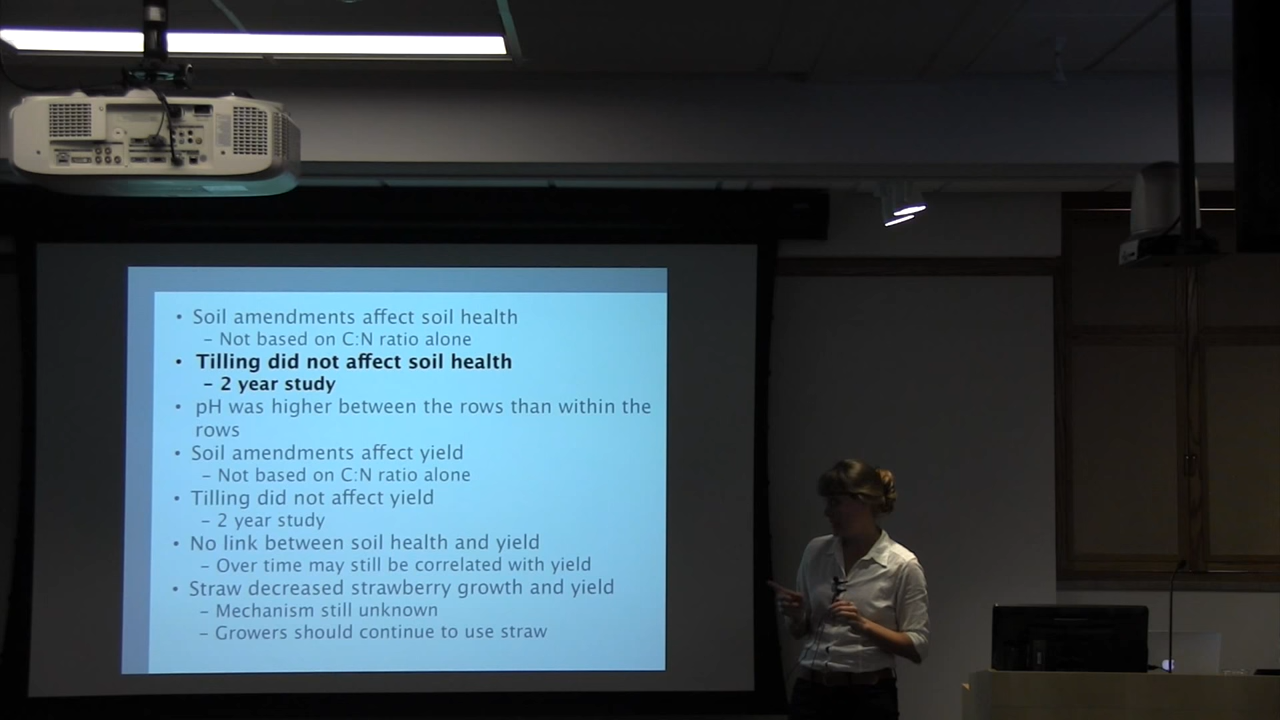 • Soil amendments affect soil health
– Not based on C:N ratio alone
• Tilling did not affect soil health
– 2 year study
• pH was higher between the rows than within the
rows
• Soil amendments affect yield
– Not based on C:N ratio alone
• Tilling did not affect yield
– 2 year study
• No link between soil health and yield
– Over time may still be correlated with yield
• Straw decreased strawberry growth and yield
– Mechanism still unknown
– Growers should continue to use straw